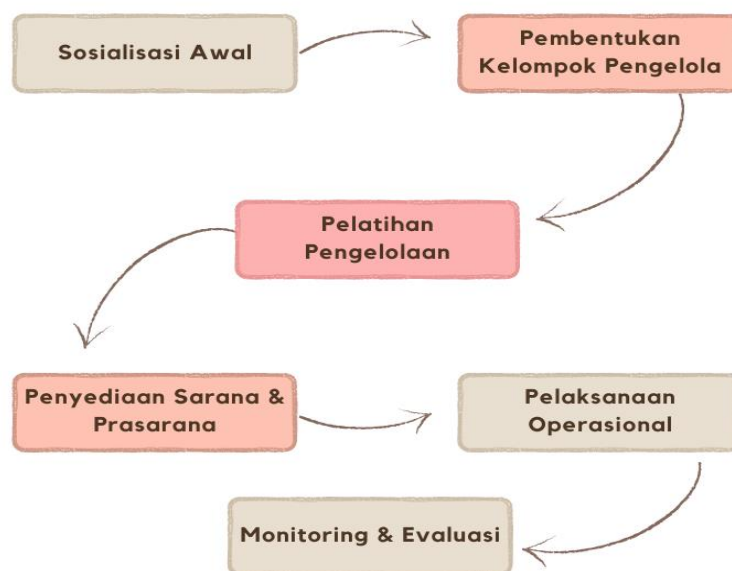 Sosialisasi Awal
Pembentukan
Kelompok Pengelola
Pelatihan
Pengelolaan
Penyediaan Sarana &
Prasarana
Pelaksanaan
Operasional
Monitoring & Evaluasi